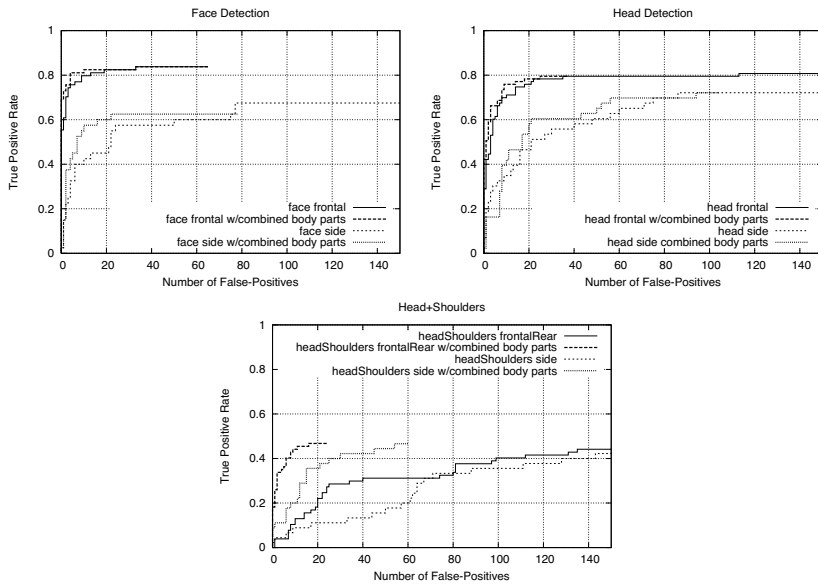 Face Detection
True Positive Rate
1
0.8
0.6
0.4
0.2
0
face frontal
face frontal w/combined body parts
face side
face side w/combined body parts
0 20 40 60 80 100 120 140
Number of False-Positives
Head Detection
True Positive Rate
1
0.8
0.6
0.4
0.2
0
head frontal
head frontal w/combined body parts
head side
head side combined body parts
0 20 40 60 80 100 120 140
Number of False-Positives
Head+Shoulders
True Positive Rate
1
0.8
0.6
0.4
0.2
0
headShoulders frontalRear
headShoulders frontalRear w/combined body parts
headShoulders side
headShoulders side w/combined body parts
0 20 40 60 80 100 120 140
Number of False-Positives